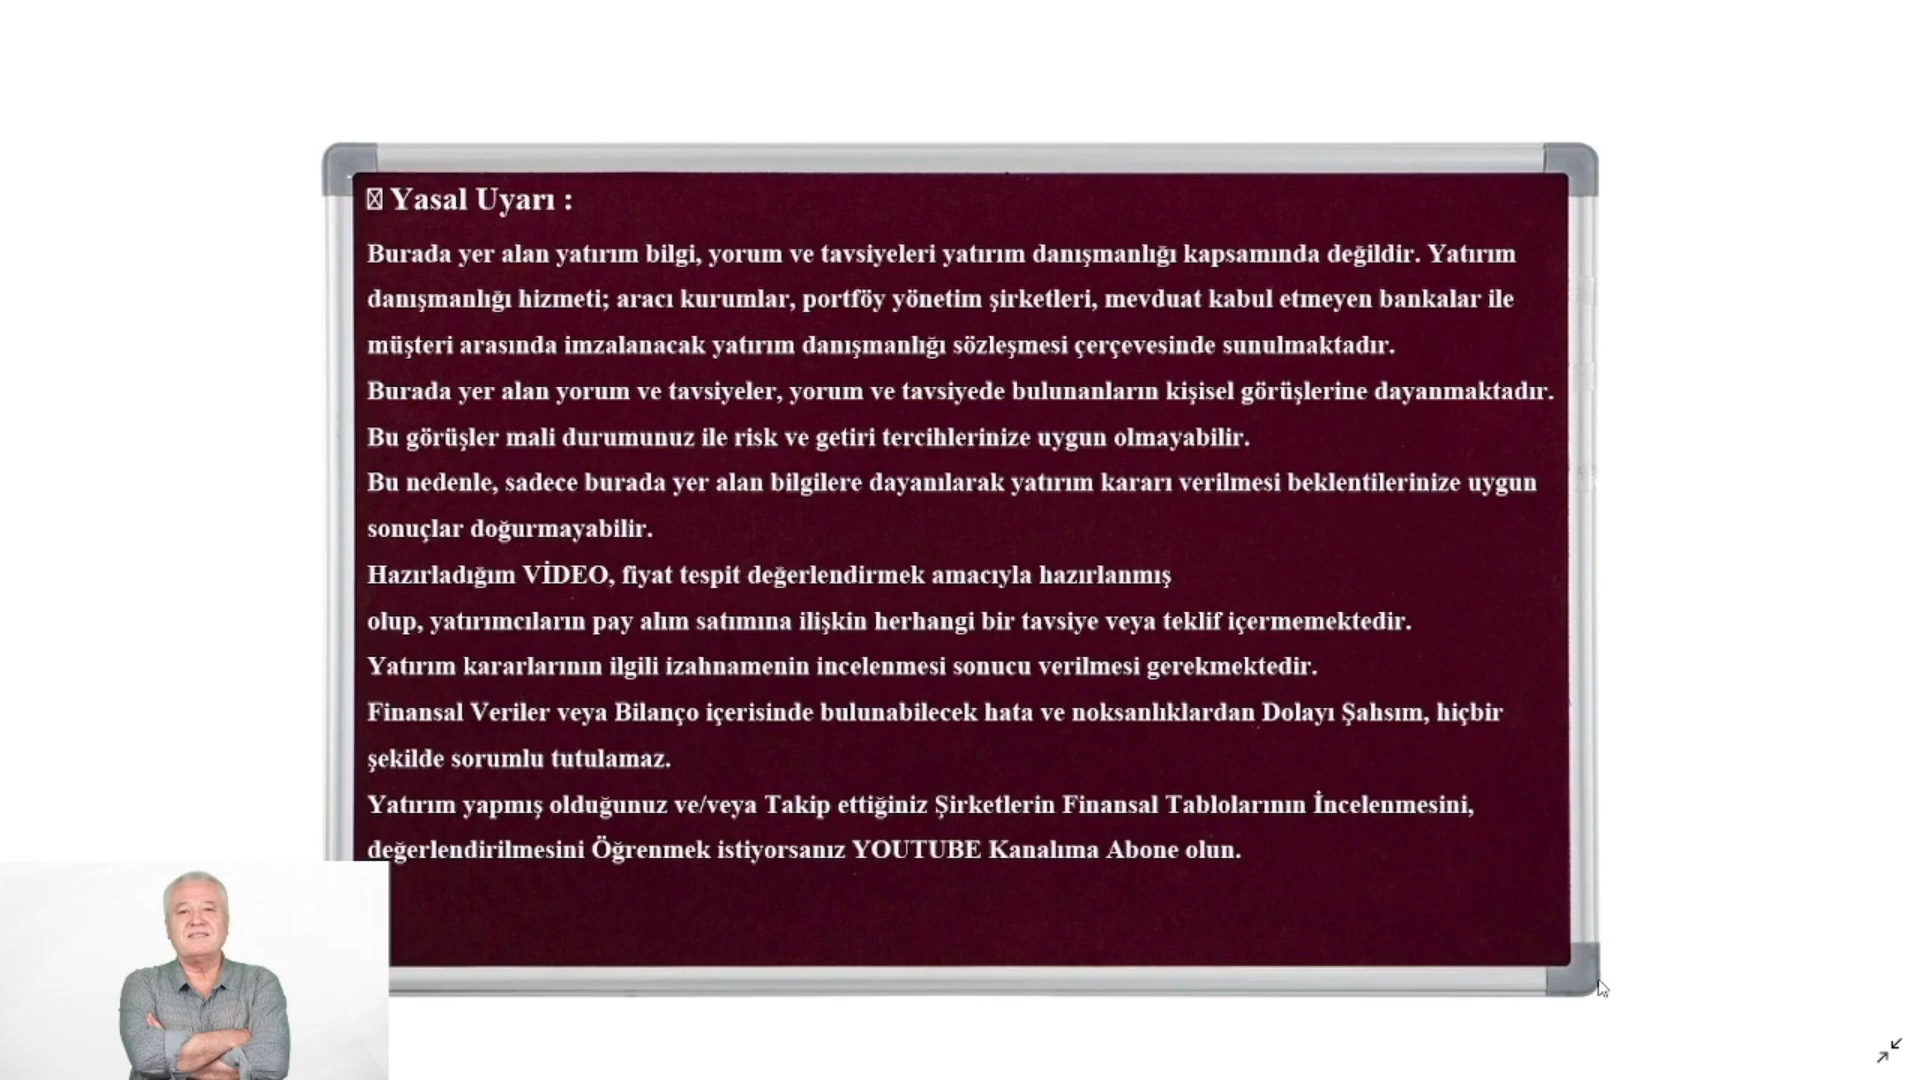 Yasal Uyarı :
Burada yer alan yatırım bilgi, yorum ve tavsiyeleri yatırım danışmanlığı kapsamında değildir. Yatırım
danışmanlığı hizmeti; aracı kurumlar, portföy yönetim şirketleri, mevduat kabul etmeyen bankalar ile
müşteri arasında imzalanacak yatırım danışmanlığı sözleşmesi çerçevesinde sunulmaktadır.
Burada yer alan yorum ve tavsiyeler, yorum ve tavsiyede bulunanların kişisel görüşlerine dayanmaktadır.
Bu görüşler mali durumunuz ile risk ve getiri tercihlerinize uygun olmayabilir.
Bu nedenle, sadece burada yer alan bilgilere dayanılarak yatırım kararı verilmesi beklentilerinize uygun
sonuçlar doğurmayabilir.
Hazırladığım VİDEO, fiyat tespit değerlendirmek amacıyla hazırlanmış
olup, yatırımcıların pay alım satımına ilişkin herhangi bir tavsiye veya teklif içermemektedir.
Yatırım kararlarının ilgili izahnamenin incelenmesi sonucu verilmesi gerekmektedir.
Finansal Veriler veya Bilanço içerisinde bulunabilecek hata ve noksanlıklardan Dolayı Şahsım, hiçbir
şekilde sorumlu tutulamaz.
Yatırım yapmış olduğunuz ve/veya Takip ettiğiniz Şirketlerin Finansal Tablolarının İncelenmesini,
değerlendirilmesini Öğrenmek istiyorsanız YOUTUBE Kanalıma Abone olun.